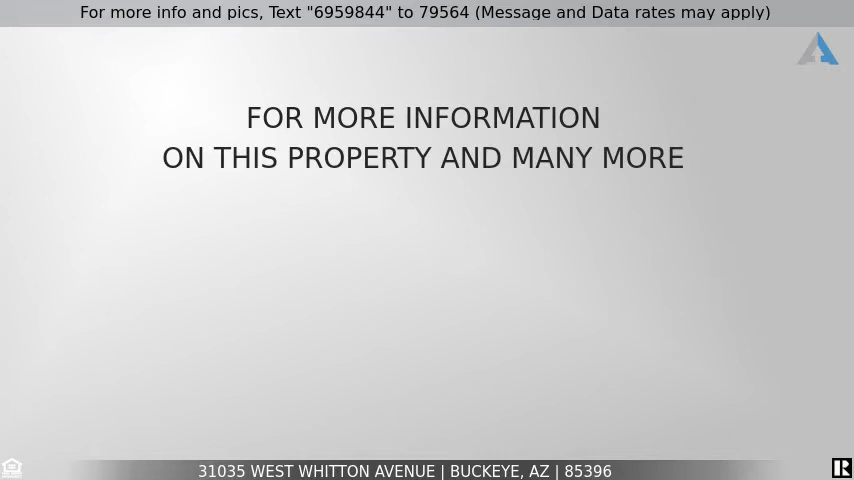 For more info and pics, Text "6959844" to 79564 (Message and Data rates may apply)
FOR MORE INFORMATION
ON THIS PROPERTY AND MANY MORE
31035 WEST WHITTON AVENUE | BUCKEYE, AZ | 85396